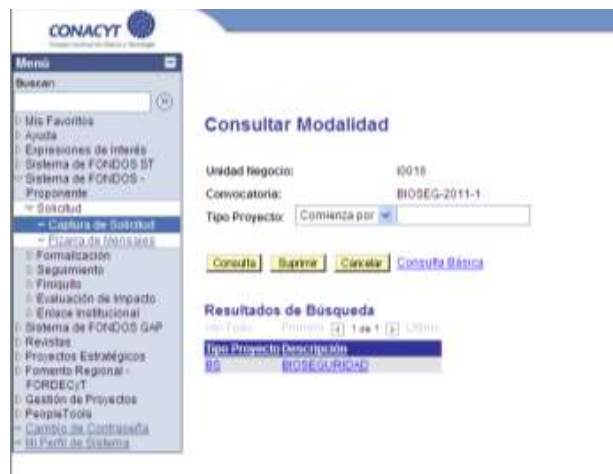 CONACYT
Menú
Buscar:
Mis Favoritos
Ayuda
Expresiones de Interés
Sistema de FONDOS ST
Sistema de FONDOS -
Proponente
Solicitud
Captura de Solicitud
Pizarra de Mensajes
Formalización
Seguimiento
Finiquito
Evaluación de Impacto
Enlace Institucional
Sistema de FONDOS GAP
Revistas
Proyectos Estratégicos
Fomento Regional -
FORDECyT
Gestión de Proyectos
PeopleTools
Cambio de Contraseña
Mi Perfil de Sistema
Consultar Modalidad
Unidad Negocio: I0016
Convocatoria: BIOSEG-2011-1
Tipo Proyecto: Comienza por
Consulta Suprimir Cancelar Consulta Básica
Resultados de Búsqueda
Ver Todo Primero 1 de 1 Último
Tipo Proyecto Descripción
BS BIOSEGURIDAD